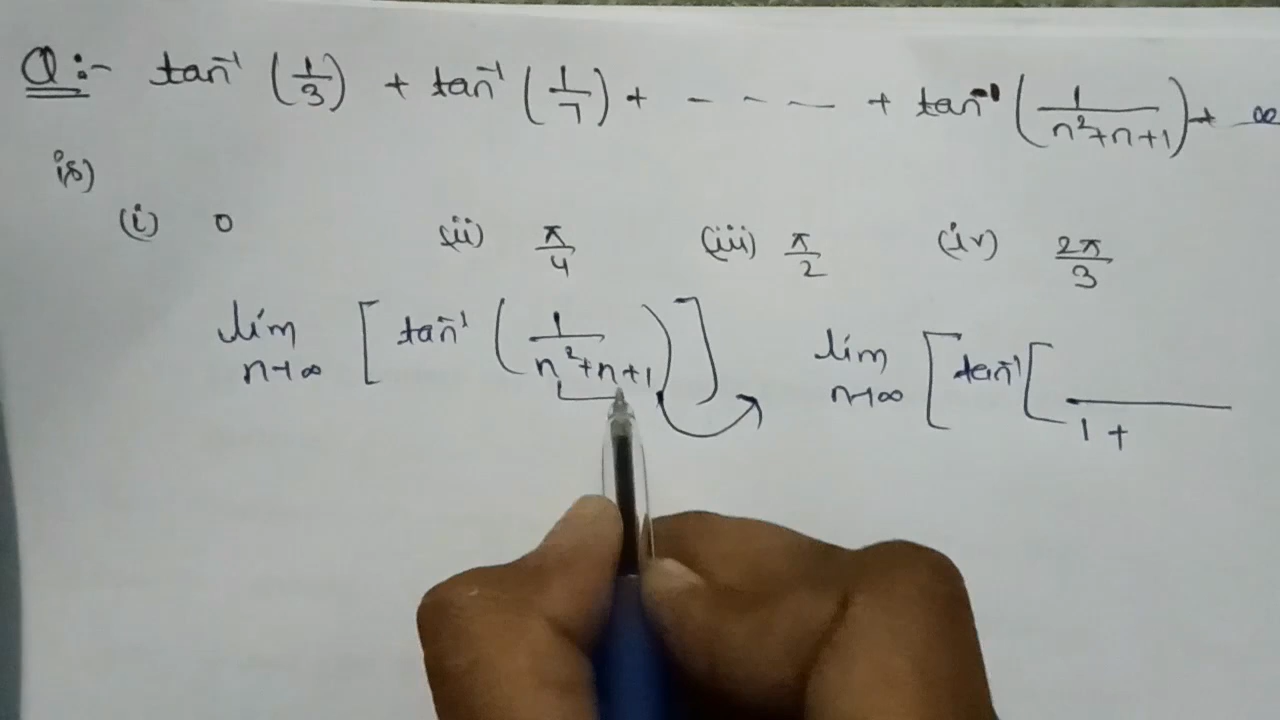 Q:- tan⁻¹ (1/3) + tan⁻¹ (1/7) + - - - - + tan⁻¹ (1/(n²+n+1)) + ∞
is)
(i) 0 (ii) π/4 (iii) π/2 (iv) 2π/3
lim n→∞ [ tan⁻¹ ( 1/(n²+n+1) ) ] lim n→∞ [ tan⁻¹ [ —/(1 +